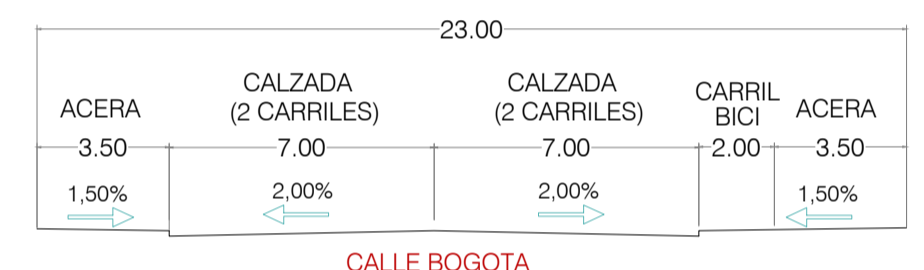 23.00
ACERA
CALZADA
(2 CARRILES)
CALZADA
(2 CARRILES)
CARRIL
BICI
ACERA
3.50
7.00
7.00
2.00
3.50
1,50%
2,00%
2,00%
1,50%
CALLE BOGOTA